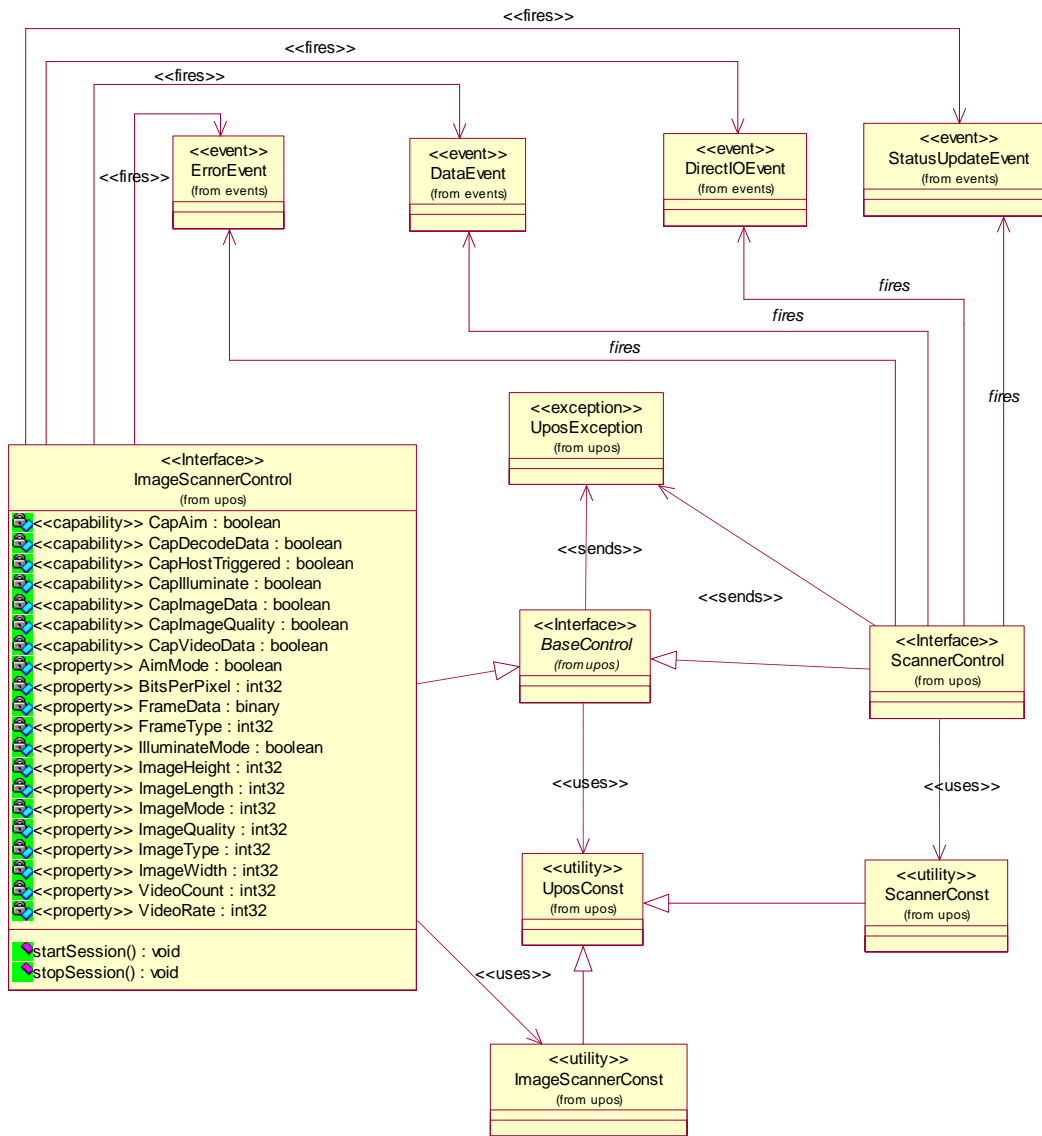 <<fires>>
<<fires>>
<<fires>>
<<fires>>
<<event>>
ErrorEvent
(from events)
<<event>>
DataEvent
(from events)
<<event>>
DirectIOEvent
(from events)
<<event>>
StatusUpdateEvent
(from events)
fires
fires
fires
fires
<<exception>>
UposException
(from upos)
<<Interface>>
ImageScannerControl
(from upos)
<<capability>> CapAim : boolean
<<capability>> CapDecodeData : boolean
<<capability>> CapHostTriggered : boolean
<<capability>> CapIlluminate : boolean
<<capability>> CapImageData : boolean
<<capability>> CapImageQuality : boolean
<<capability>> CapVideoData : boolean
<<property>> AimMode : boolean
<<property>> BitsPerPixel : int32
<<property>> FrameData : binary
<<property>> FrameType : int32
<<property>> IlluminateMode : boolean
<<property>> ImageHeight : int32
<<property>> ImageLength : int32
<<property>> ImageMode : int32
<<property>> ImageQuality : int32
<<property>> ImageType : int32
<<property>> ImageWidth : int32
<<property>> VideoCount : int32
<<property>> VideoRate : int32
startSession() : void
stopSession() : void
<<sends>>
<<sends>>
<<Interface>>
BaseControl
(from upos)
<<Interface>>
ScannerControl
(from upos)
<<uses>>
<<uses>>
<<utility>>
UposConst
(from upos)
<<utility>>
ScannerConst
(from upos)
<<uses>>
<<utility>>
ImageScannerConst
(from upos)